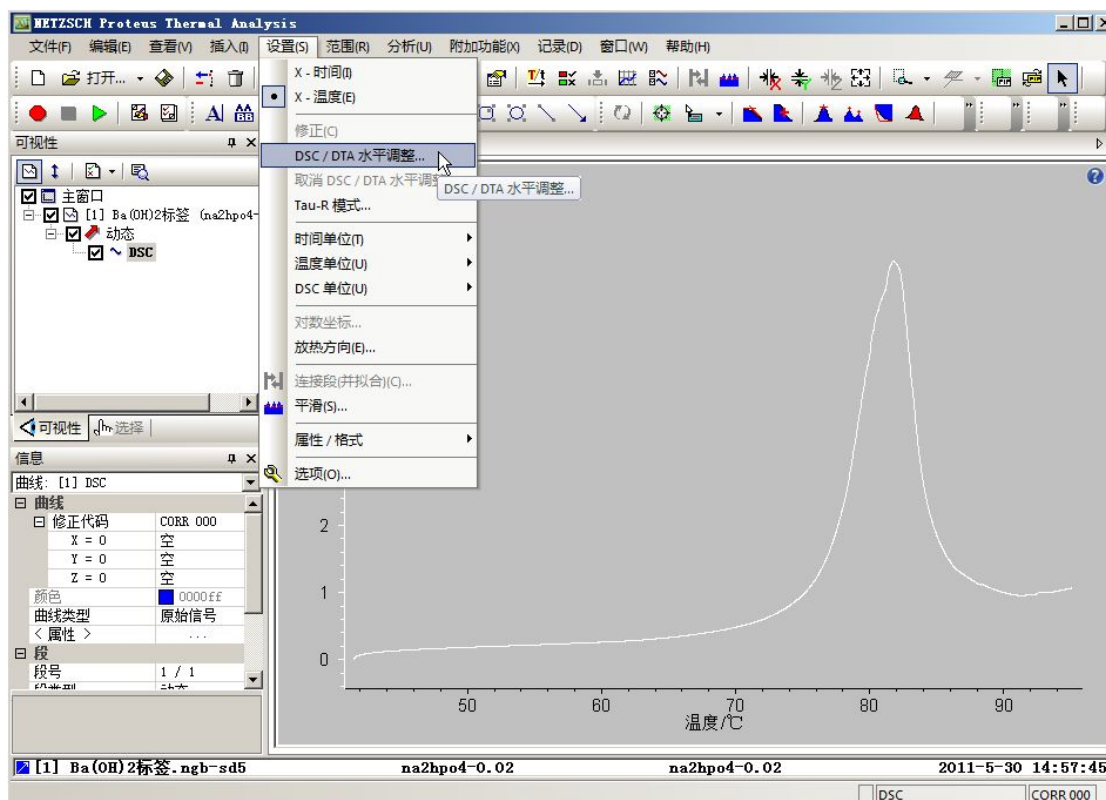 NETZSCH Proteus Thermal Analysis
文件(F) 编辑(E) 查看(V) 插入(I) 设置(S) 范围(R) 分析(U) 附加功能(X) 记录(D) 窗口(W) 帮助(H)
打开...
X - 时间(I)
X - 温度(E)
修正(C)
DSC / DTA 水平调整...
取消 DSC / DTA 水平调
DSC / DTA 水平调整...
Tau-R 模式...
时间单位(T)
温度单位(U)
DSC 单位(U)
对数坐标...
放热方向(E)...
连接段(并拟合)(C)...
平滑(S)...
属性 / 格式
选项(O)...
可视性
主窗口
[1] Ba(OH)2标签 (na2hpo4-
动态
DSC
可视性 选择
信息
曲线: [1] DSC
曲线
修正代码 CORR 000
X = 0 空
Y = 0 空
Z = 0 空
颜色 0000ff
曲线类型 原始信号
< 属性 > ...
段
段号 1 / 1
2
1
0
50 60 70 80 90
温度/℃
[1] Ba(OH)2标签.ngb-sd5 na2hpo4-0.02 na2hpo4-0.02 2011-5-30 14:57:45
DSC CORR 000